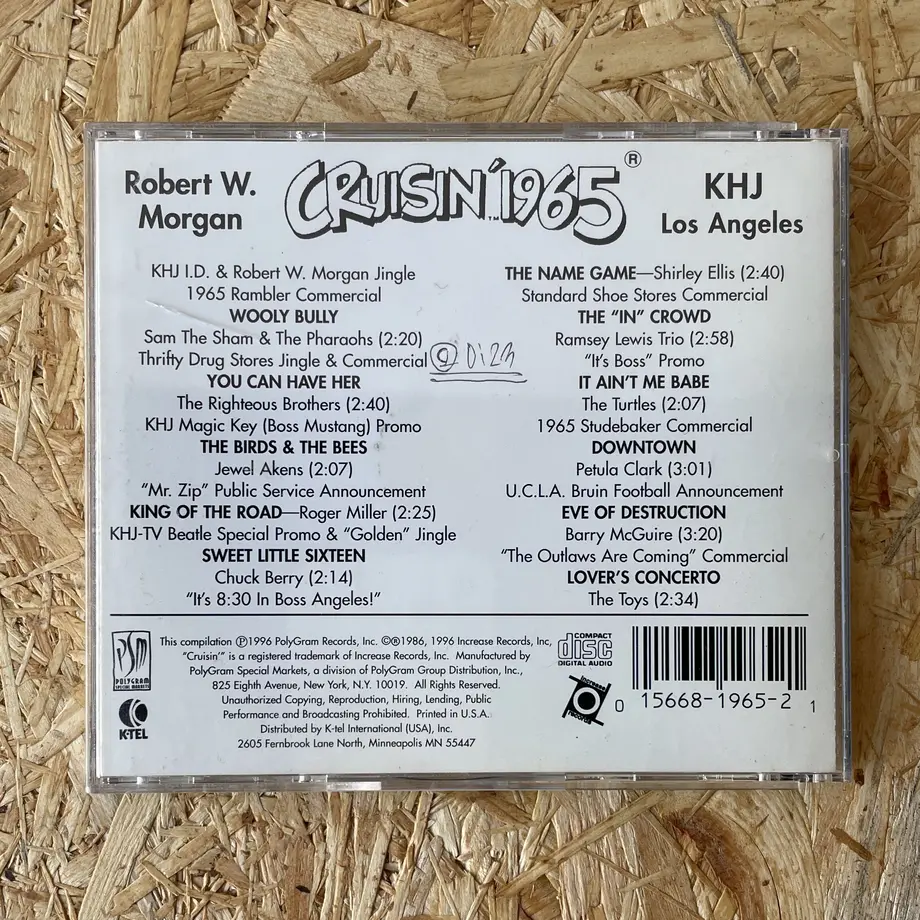 Robert W.
Morgan
CRUISIN' 1965®
™
KHJ
Los Angeles
KHJ I.D. & Robert W. Morgan Jingle
1965 Rambler Commercial
WOOLY BULLY
Sam The Sham & The Pharaohs (2:20)
Thrifty Drug Stores Jingle & Commercial
YOU CAN HAVE HER
The Righteous Brothers (2:40)
KHJ Magic Key (Boss Mustang) Promo
THE BIRDS & THE BEES
Jewel Akens (2:07)
"Mr. Zip" Public Service Announcement
KING OF THE ROAD—Roger Miller (2:25)
KHJ-TV Beatle Special Promo & "Golden" Jingle
SWEET LITTLE SIXTEEN
Chuck Berry (2:14)
"It's 8:30 In Boss Angeles!"
THE NAME GAME—Shirley Ellis (2:40)
Standard Shoe Stores Commercial
THE "IN" CROWD
Ramsey Lewis Trio (2:58)
"It's Boss" Promo
IT AIN'T ME BABE
The Turtles (2:07)
1965 Studebaker Commercial
DOWNTOWN
Petula Clark (3:01)
U.C.L.A. Bruin Football Announcement
EVE OF DESTRUCTION
Barry McGuire (3:20)
"The Outlaws Are Coming" Commercial
LOVER'S CONCERTO
The Toys (2:34)
PSM
POLYGRAM
SPECIAL MARKETS
K-TEL
This compilation ℗1996 PolyGram Records, Inc. ©®1986, 1996 Increase Records, Inc,
"Cruisin'" is a registered trademark of Increase Records, Inc. Manufactured by
PolyGram Special Markets, a division of PolyGram Group Distribution, Inc.,
825 Eighth Avenue, New York, N.Y. 10019. All Rights Reserved.
Unauthorized Copying, Reproduction, Hiring, Lending, Public
Performance and Broadcasting Prohibited. Printed in U.S.A.
Distributed by K-tel International (USA), Inc.
2605 Fernbrook Lane North, Minneapolis MN 55447
COMPACT
disc
DIGITAL AUDIO
Increase
records
0 15668-1965-2 1